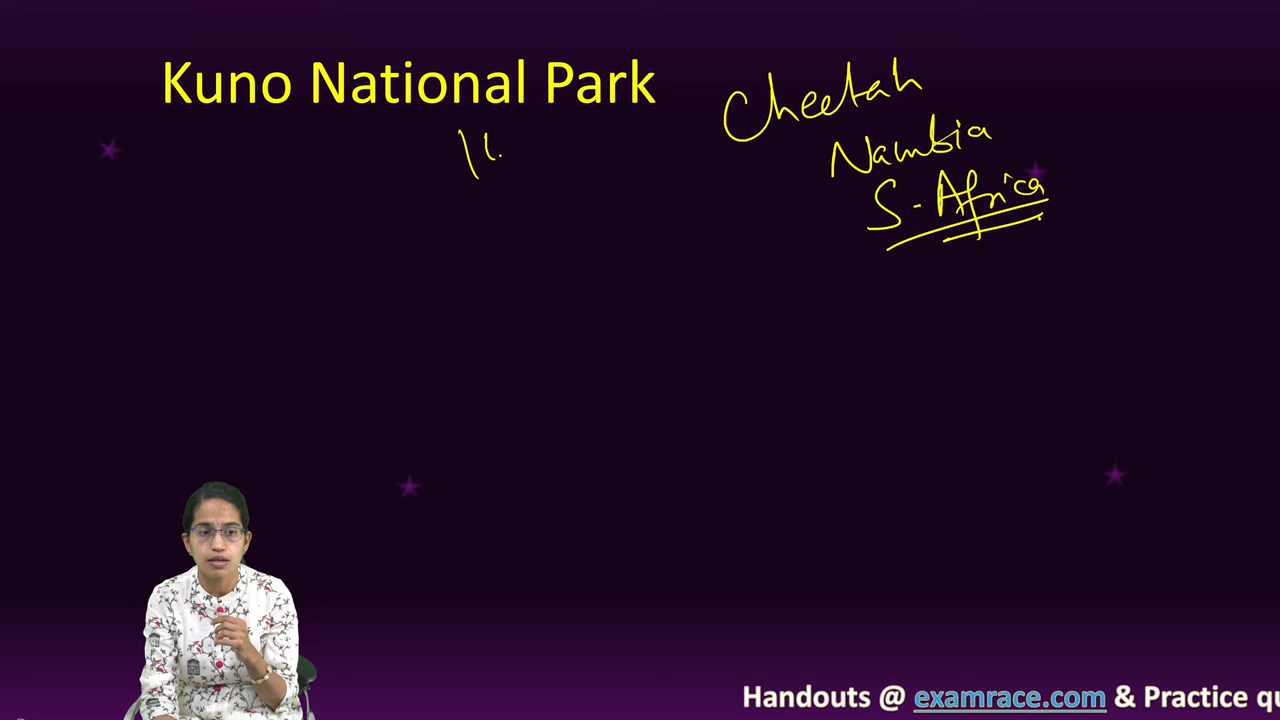 Kuno National Park
Cheetah
Nambia
S. Africa
Handouts @ examrace.com & Practice qu